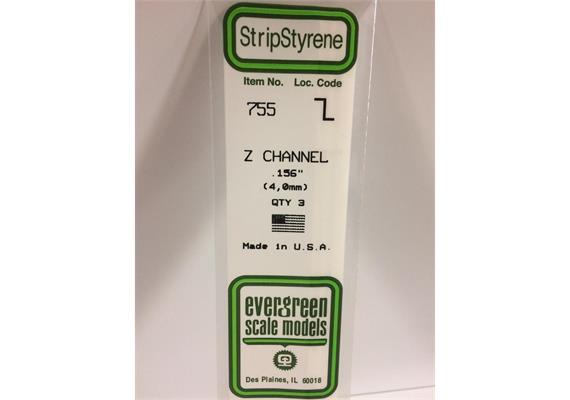 StripStyrene
Item No. Loc. Code
755
Z CHANNEL
.156"
(4,0mm)
QTY 3
Made in U.S.A.
evergreen
scale models
Des Plaines, IL 60018